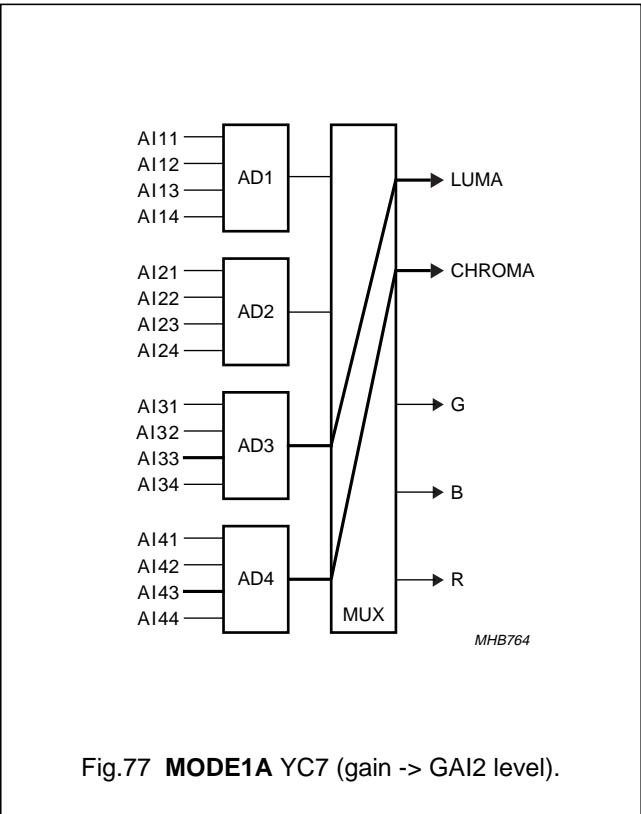 AI11
AI12
AI13
AI14
AD1
AI21
AI22
AI23
AI24
AD2
AI31
AI32
AI33
AI34
AD3
AI41
AI42
AI43
AI44
AD4
MUX
LUMA
CHROMA
G
B
R
MHB764
Fig.77 MODE1A YC7 (gain -> GAI2 level).